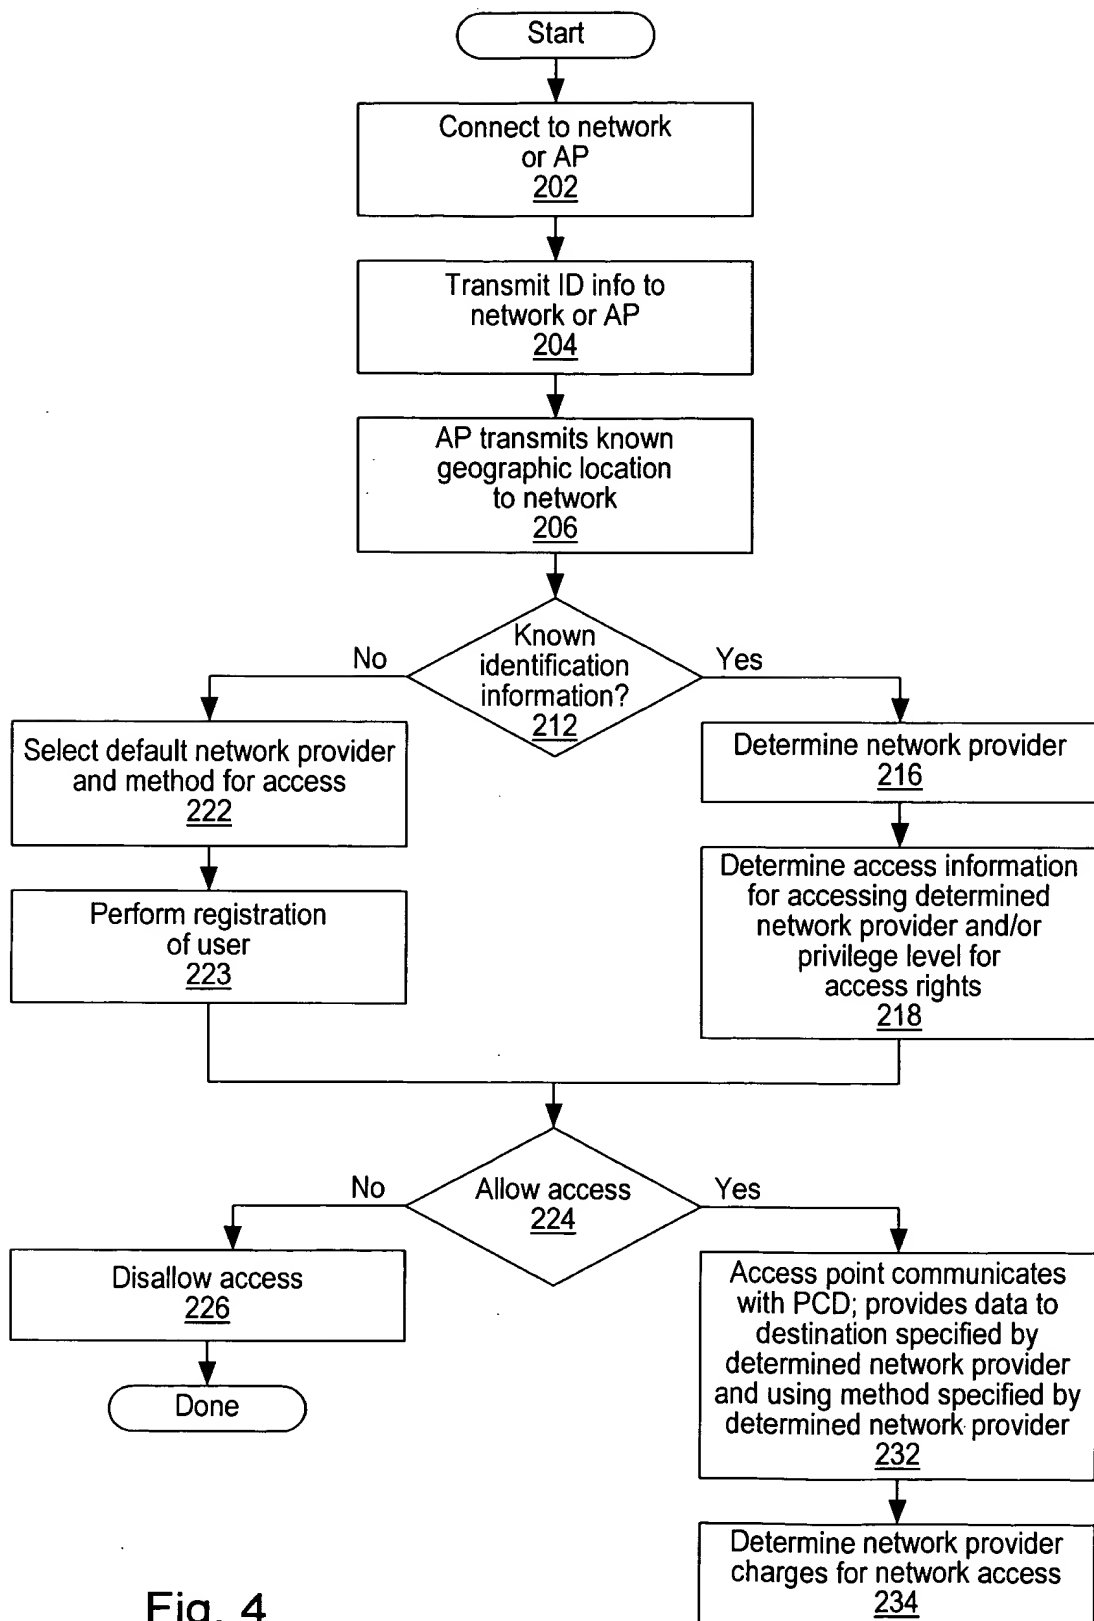 Start
Connect to network
or AP
202
Transmit ID info to
network or AP
204
AP transmits known
geographic location
to network
206
Known
identification
information?
212
No
Yes
Select default network provider
and method for access
222
Determine network provider
216
Perform registration
of user
223
Determine access information
for accessing determined
network provider and/or
privilege level for
access rights
218
Allow access
224
No
Yes
Disallow access
226
Done
Access point communicates
with PCD; provides data to
destination specified by
determined network provider
and using method specified by
determined network provider
232
Determine network provider
charges for network access
234
Fig. 4